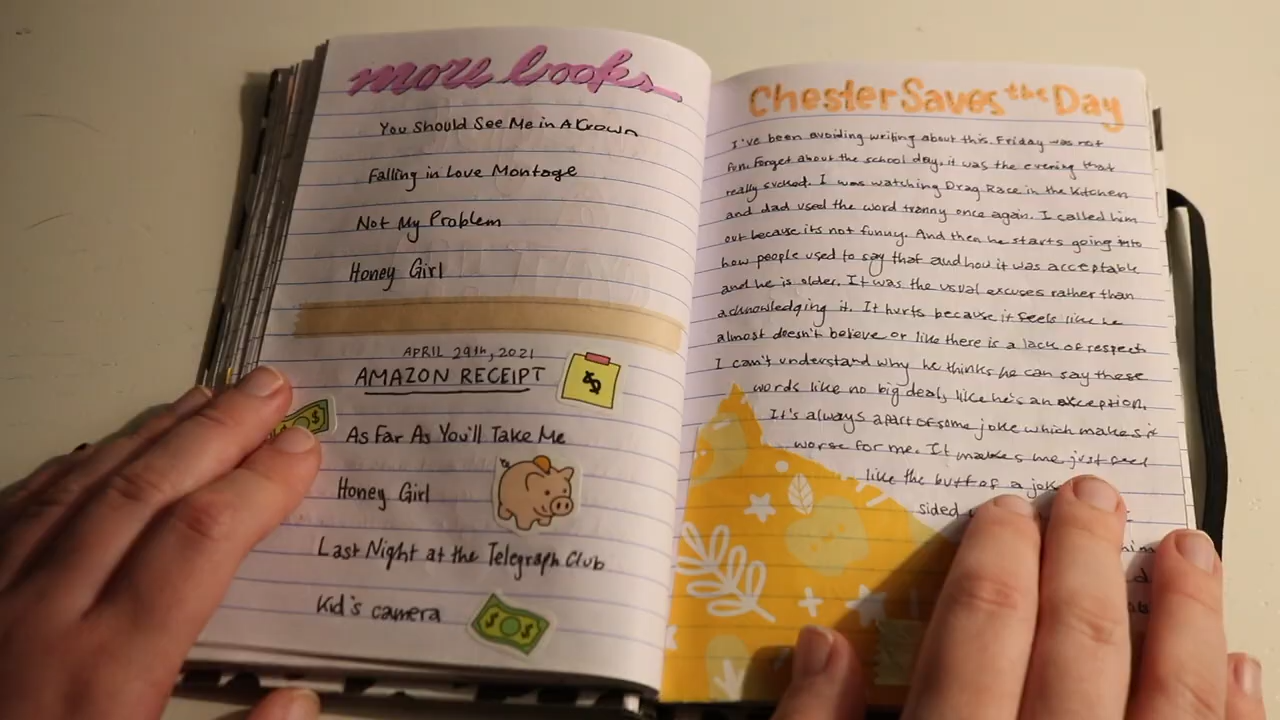 more books
You Should See Me in A Crown
Falling in Love Montage
Not My Problem
Honey Girl
APRIL 29th, 2021
AMAZON RECEIPT
$
As Far As You'll Take Me
Honey Girl
Last Night at the Telegraph Club
Kid's camera
Chester Saves the Day
I've been avoiding writing about this. Friday was not
fun. Forget about the school day, it was the evening that
really sucked. I was watching Drag Race in the kitchen
and dad used the word tranny once again. I called him
out because its not funny. And then he starts going into
how people used to say that and how it was acceptable
and he is older. It was the usual excuses rather than
acknowledging it. It hurts because it feels like he
almost doesn't believe or like there is a lack of respect
I can't understand why he thinks he can say these
words like no big deal, like he's an exception.
It's always apart of some joke which makes it
worse for me. It makes me just feel
like the butt of a joke
sided